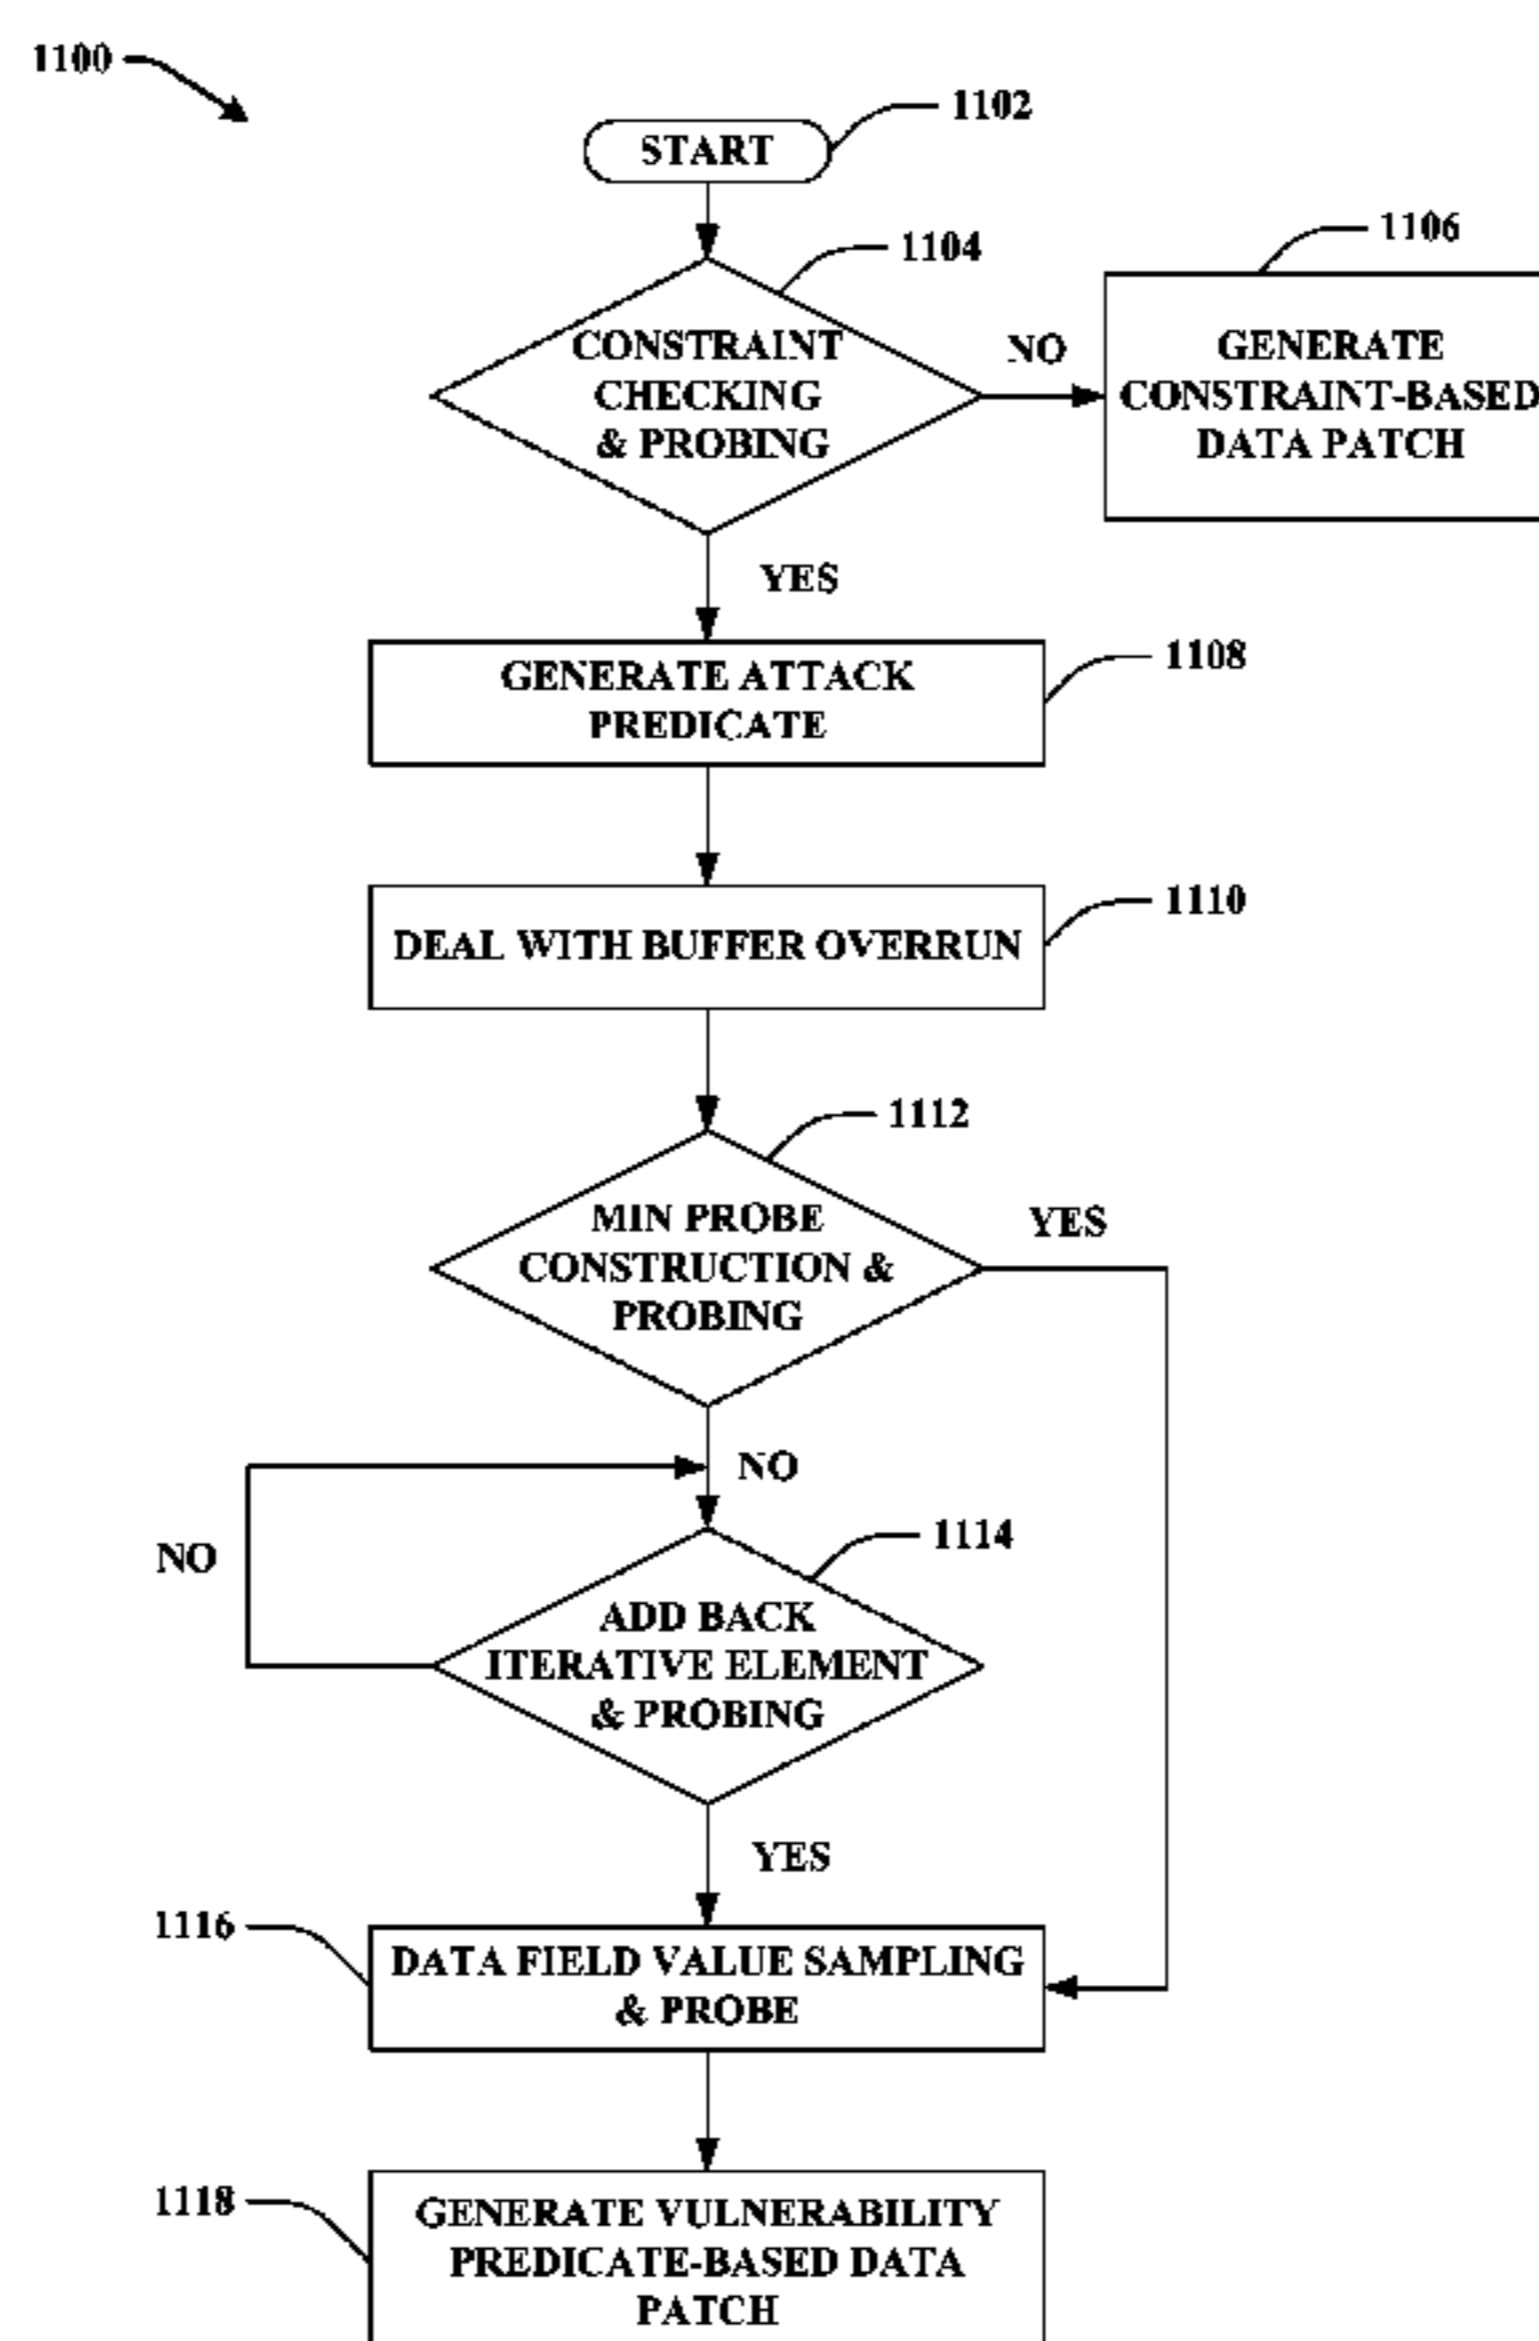 1100
1102
START
1104
1106
CONSTRAINT
CHECKING
& PROBING
NO
GENERATE
CONSTRAINT-BASED
DATA PATCH
YES
1108
GENERATE ATTACK
PREDICATE
1110
DEAL WITH BUFFER OVERRUN
1112
MIN PROBE
CONSTRUCTION &
PROBING
YES
NO
NO
1114
ADD BACK
ITERATIVE ELEMENT
& PROBING
YES
1116
DATA FIELD VALUE SAMPLING
& PROBE
1118
GENERATE VULNERABILITY
PREDICATE-BASED DATA
PATCH